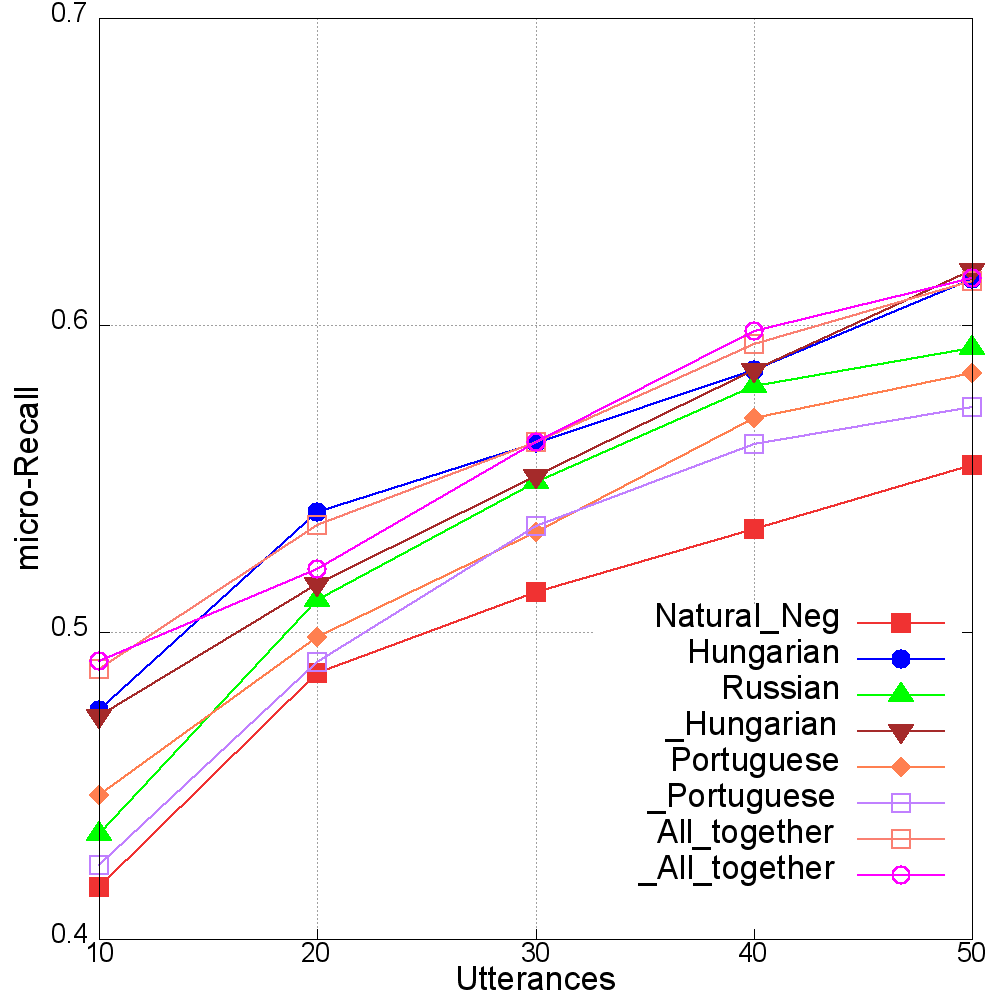 0.7
0.6
0.5
0.4
micro-Recall
Natural_Neg
Hungarian
Russian
_Hungarian
Portuguese
_Portuguese
All_together
_All_together
10 20 30 40 50
Utterances